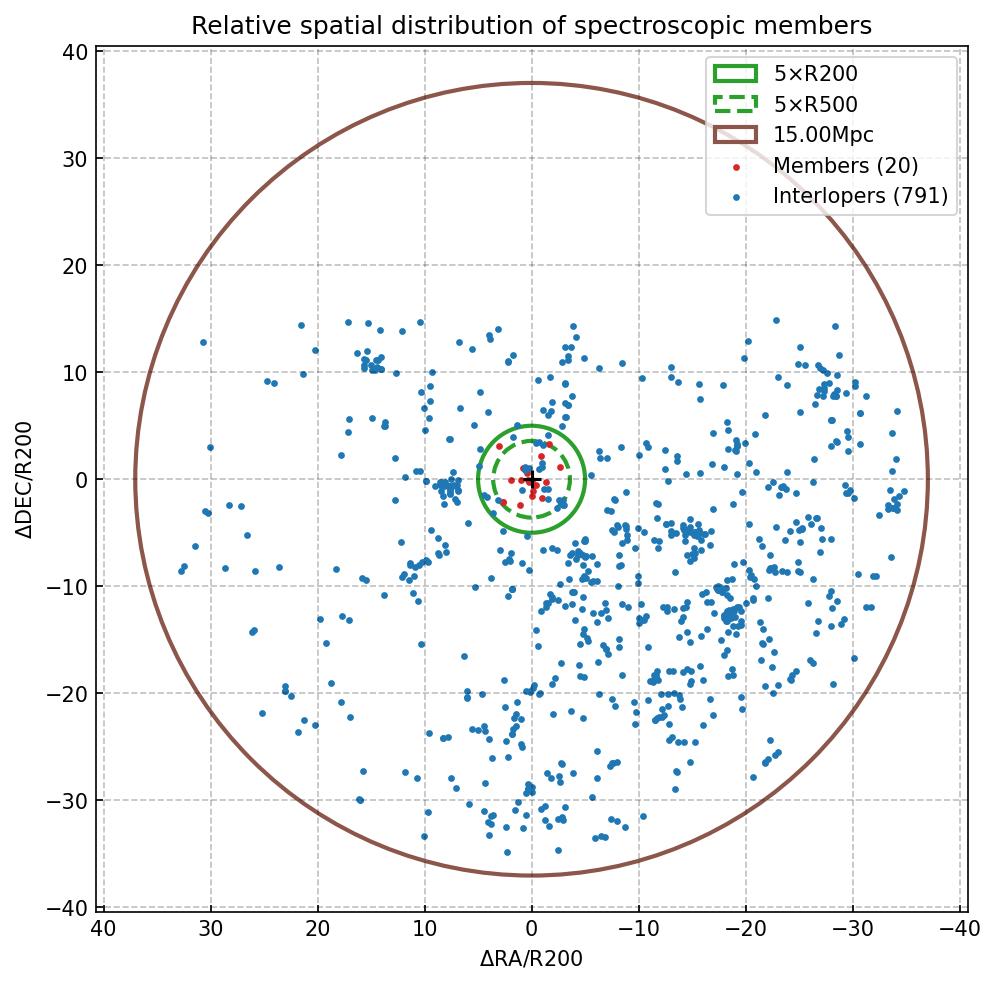 Relative spatial distribution of spectroscopic members
5×R200
5×R500
15.00Mpc
Members (20)
Interlopers (791)
40
30
20
10
0
−10
−20
−30
−40
ΔDEC/R200
40
30
20
10
0
−10
−20
−30
−40
ΔRA/R200